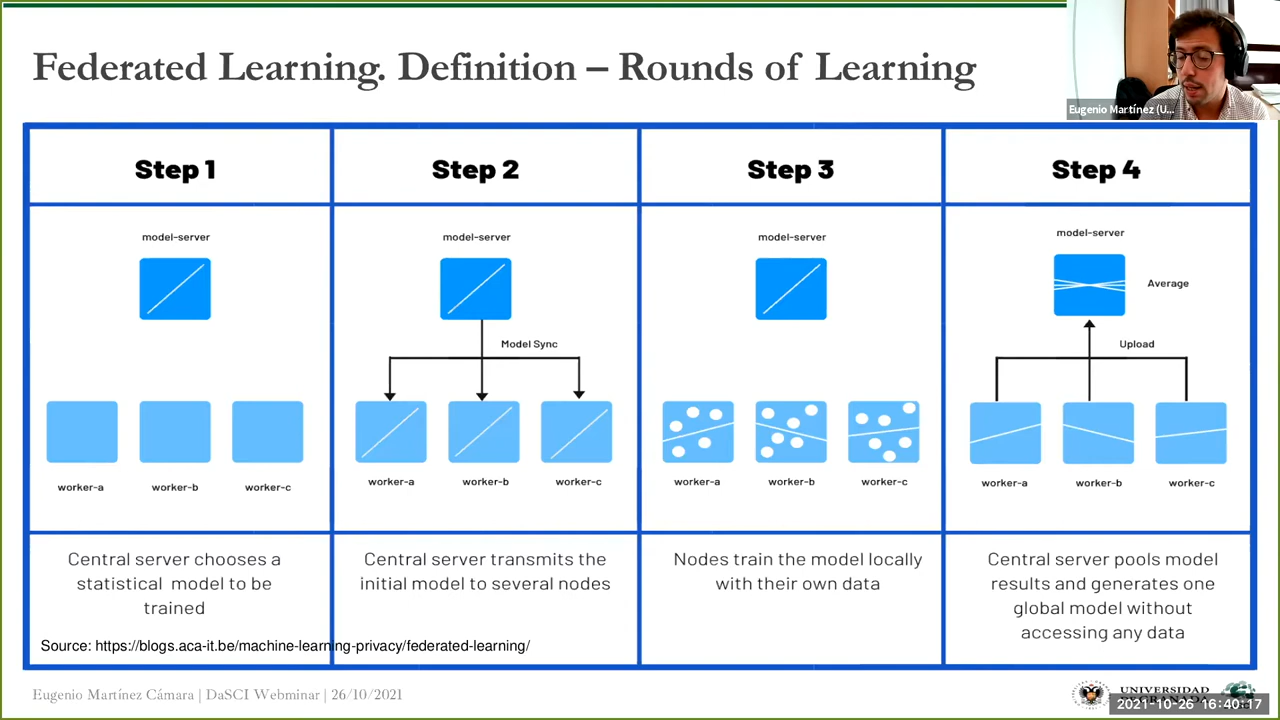 Federated Learning. Definition – Rounds of Learning
Eugenio Martínez (U...
Step 1
Step 2
Step 3
Step 4
model-server
model-server
model-server
model-server
Average
Model Sync
Upload
worker-a
worker-b
worker-c
worker-a
worker-b
worker-c
worker-a
worker-b
worker-c
worker-a
worker-b
worker-c
Central server chooses a
statistical model to be
trained
Central server transmits the
initial model to several nodes
Nodes train the model locally
with their own data
Central server pools model
results and generates one
global model without
accessing any data
Source: https://blogs.aca-it.be/machine-learning-privacy/federated-learning/
Eugenio Martínez Cámara | DaSCI Webminar | 26/10/2021
UNIVERSIDAD
2021-10-26 16:40:17